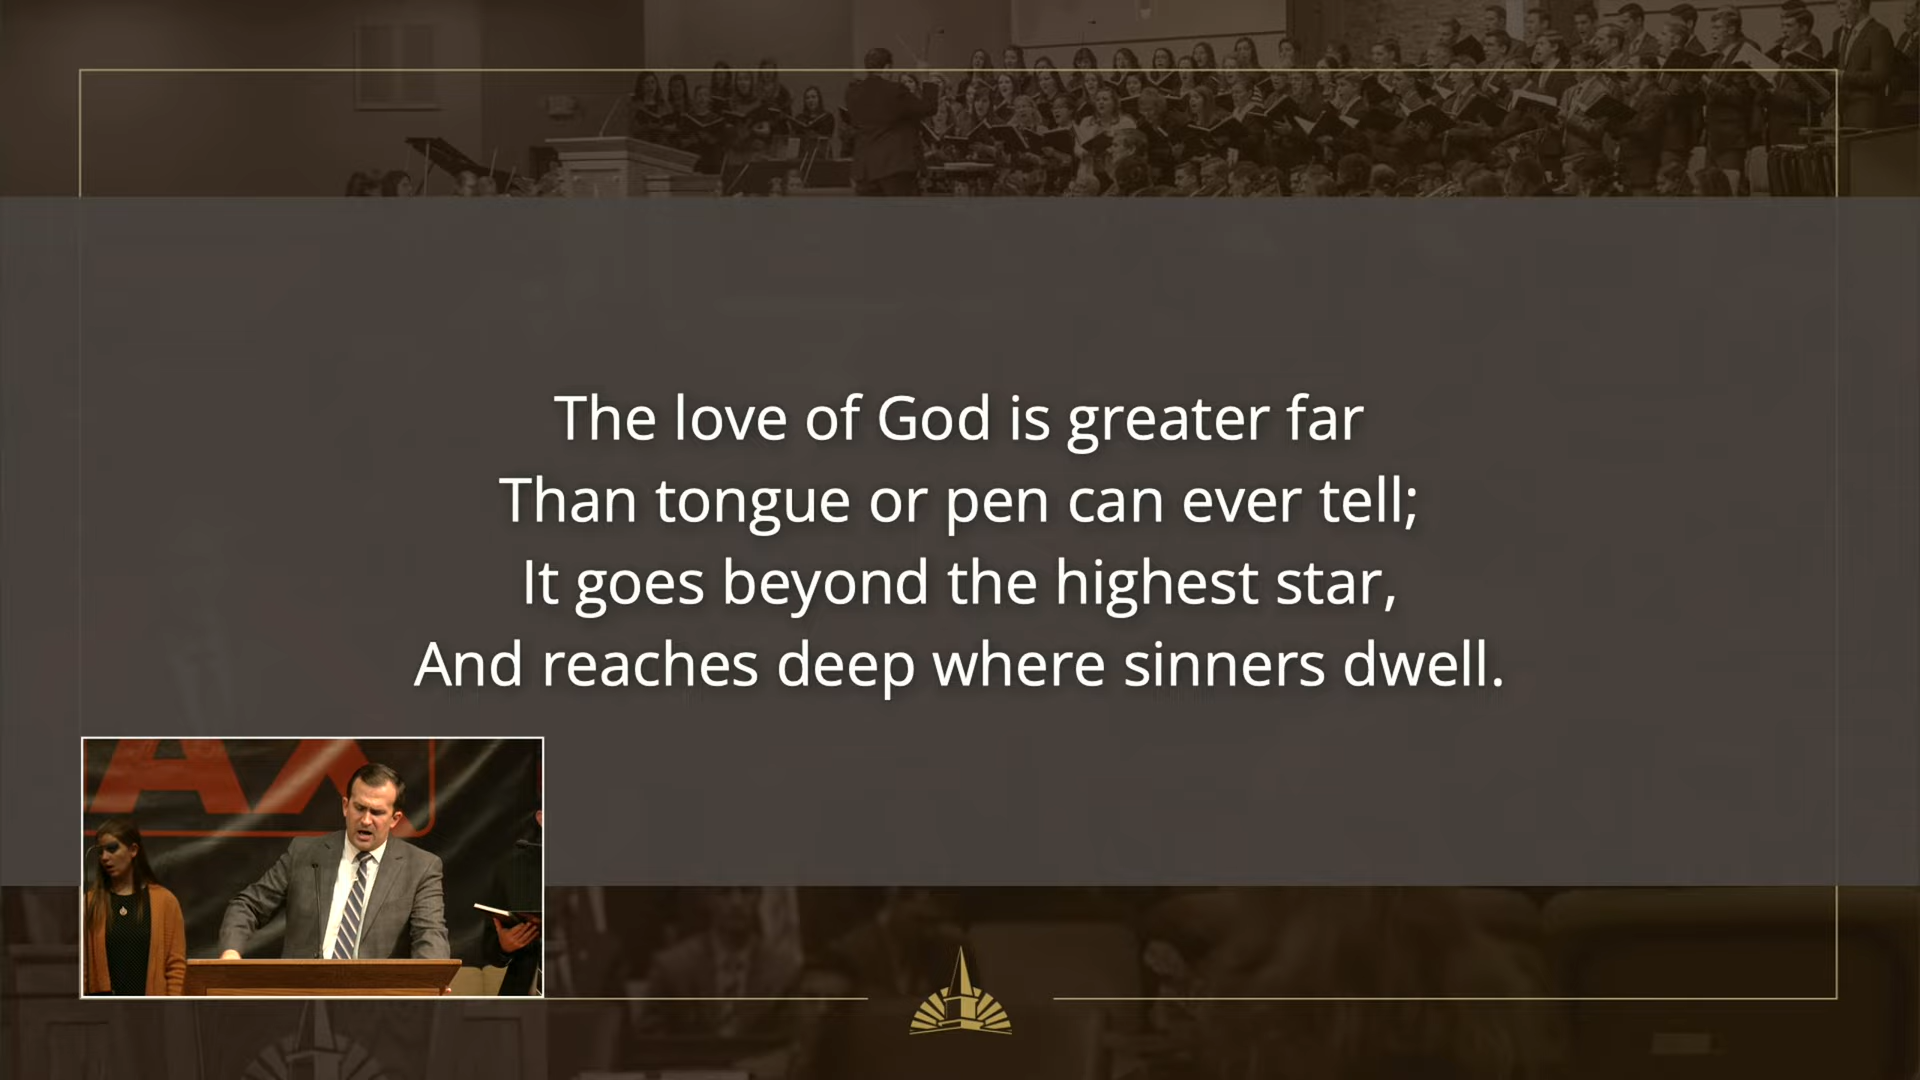 The love of God is greater far
Than tongue or pen can ever tell;
It goes beyond the highest star,
And reaches deep where sinners dwell.
AX